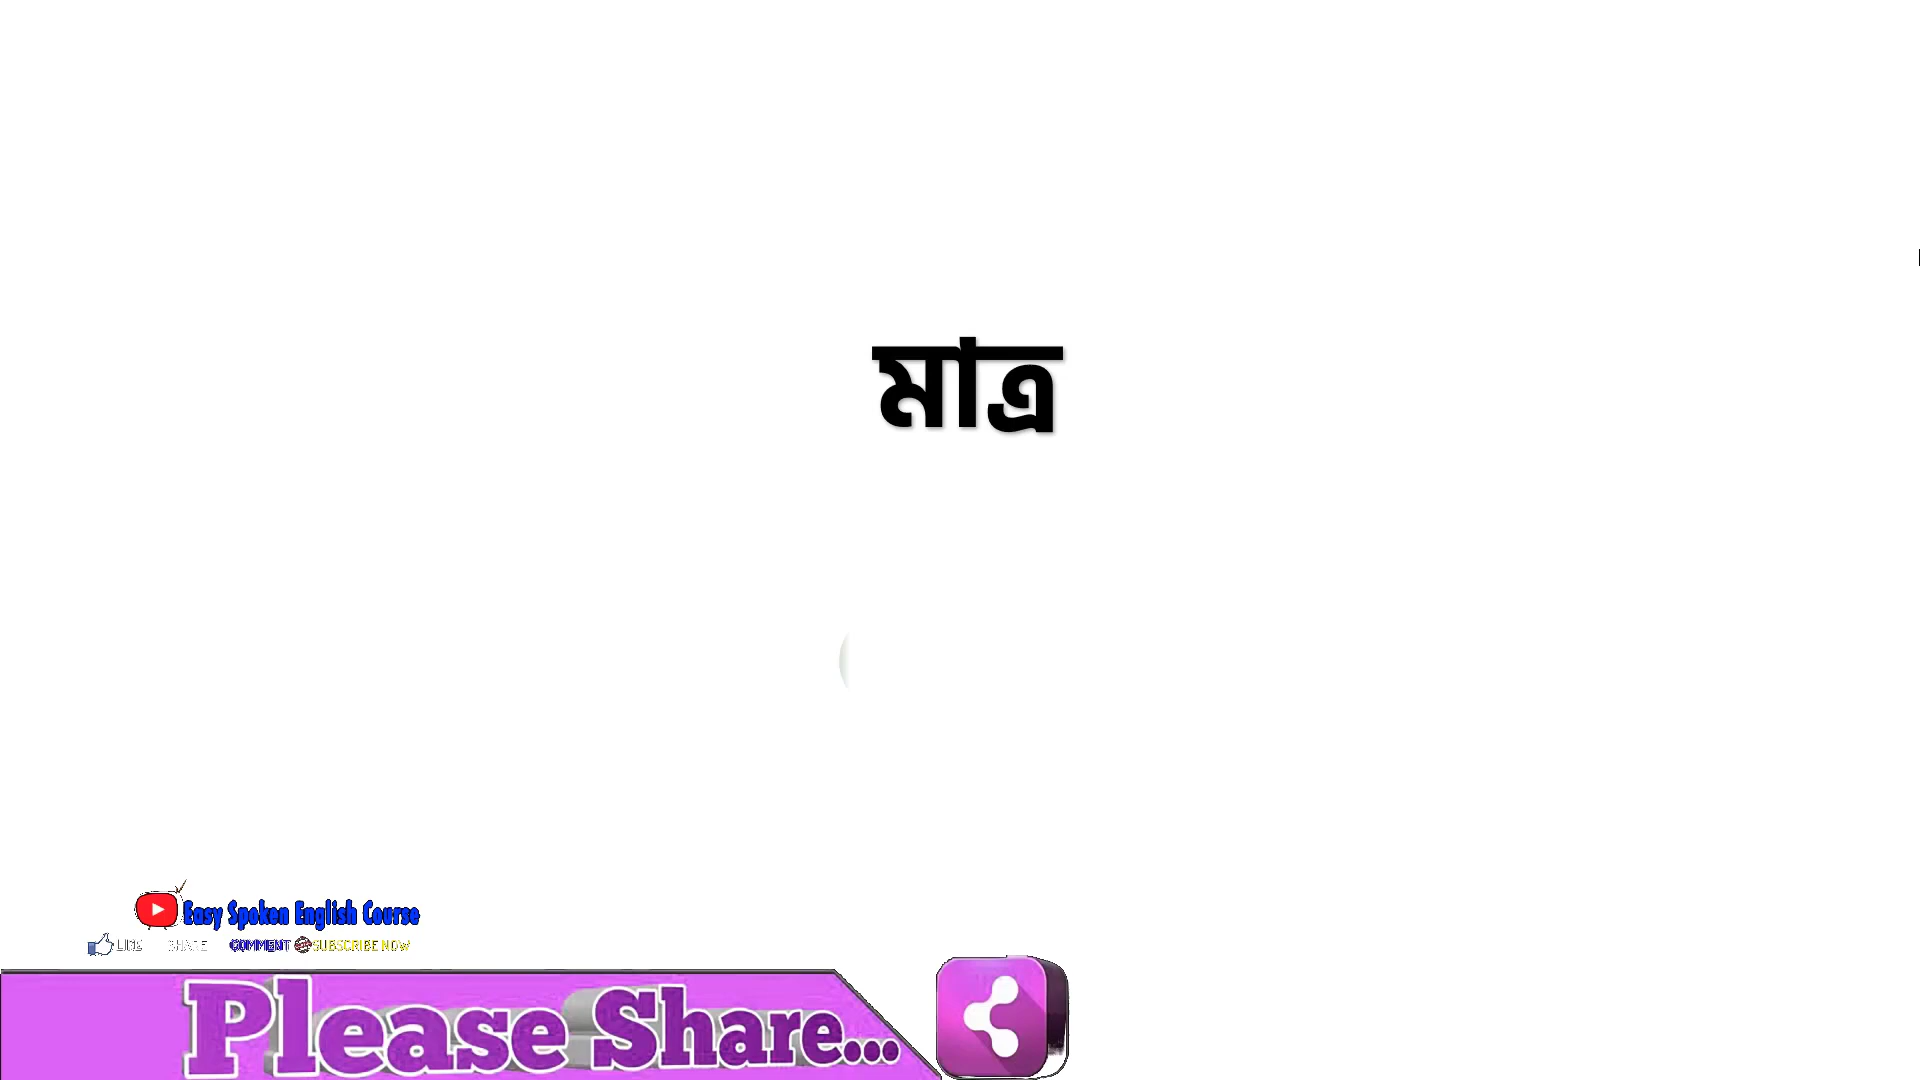 মাত্র
Easy Spoken English Course
LIKE SHARE COMMENT SUBSCRIBE NOW
Please Share...